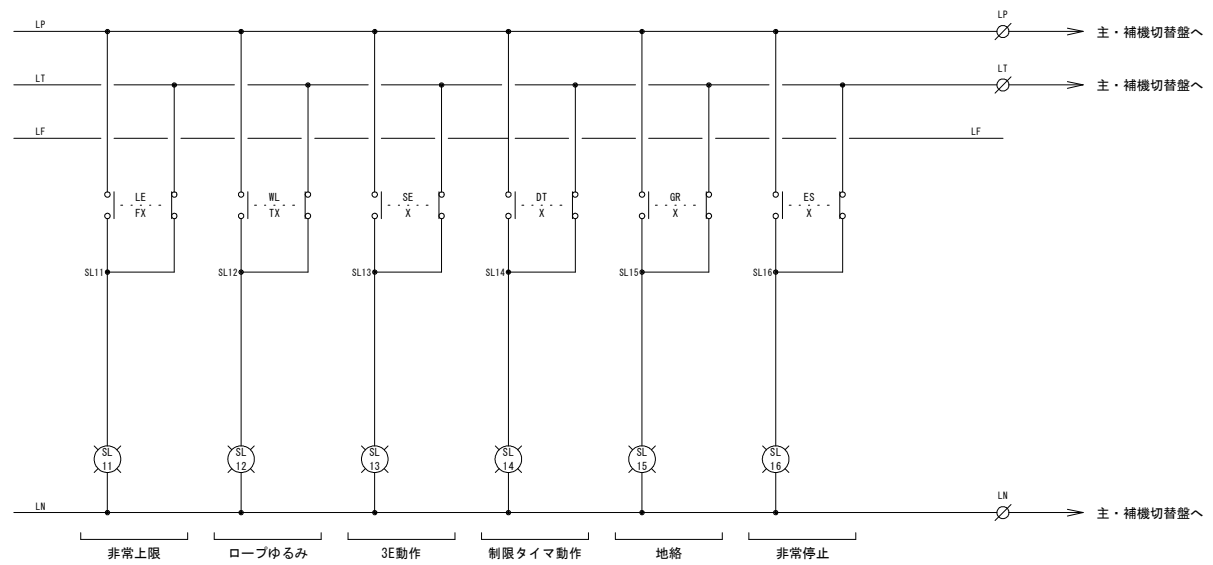 LP
LP
主・補機切替盤へ
LT
LT
主・補機切替盤へ
LF
LF
LE
FX
WL
TX
SE
X
DT
X
GR
X
ES
X
SL11
SL12
SL13
SL14
SL15
SL16
SL
11
SL
12
SL
13
SL
14
SL
15
SL
16
LN
LN
主・補機切替盤へ
非常上限
ロープゆるみ
3E動作
制限タイマ動作
地絡
非常停止